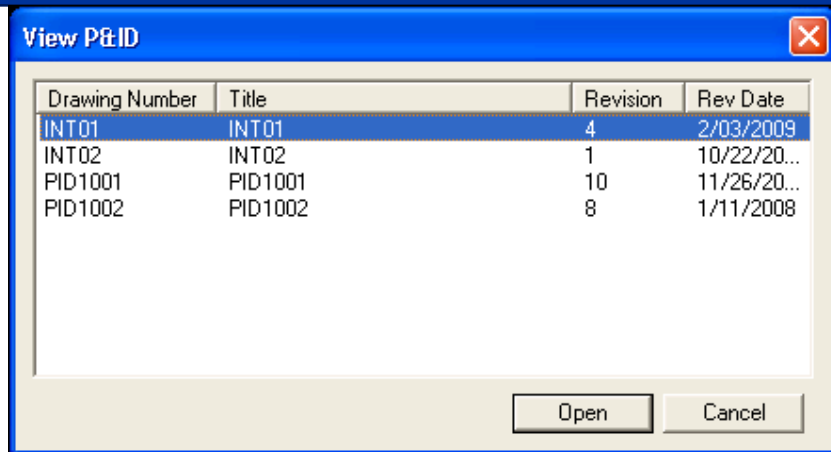 View P&ID
Drawing Number Title Revision Rev Date
INT01 INT01 4 2/03/2009
INT02 INT02 1 10/22/20...
PID1001 PID1001 10 11/26/20...
PID1002 PID1002 8 1/11/2008
Open Cancel